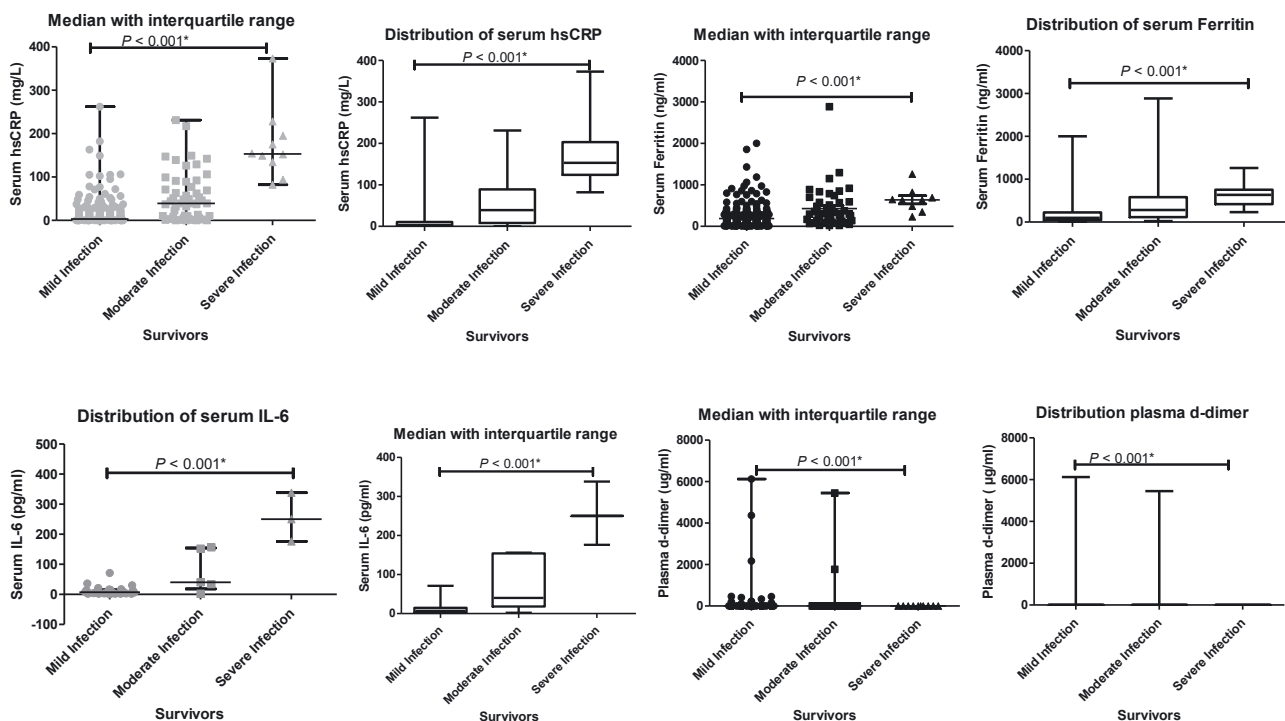 Median with interquartile range
P < 0.001*
Serum hsCRP (mg/L)
400
300
200
100
0
Mild Infection
Moderate Infection
Severe Infection
Survivors
Distribution of serum hsCRP
P < 0.001*
Serum hsCRP (mg/L)
400
200
100
0
Mild Infection
Moderate Infection
Severe Infection
Survivors
Median with interquartile range
P < 0.001*
Serum Ferritin (ng/ml)
4000
3000
2000
1000
0
Mild Infection
Moderate Infection
Severe Infection
Survivors
Distribution of serum Ferritin
P < 0.001*
Serum Ferritin (ng/ml)
4000
3000
2000
1000
0
Mild Infection
Moderate Infection
Severe Infection
Survivors
Distribution of serum IL-6
P < 0.001*
Serum IL-6 (pg/ml)
500
400
300
200
100
0
-100
Mild Infection
Moderate Infection
Severe Infection
Survivors
Median with interquartile range
P < 0.001*
Serum IL-6 (pg/ml)
400
300
200
100
0
Mild Infection
Moderate Infection
Severe Infection
Survivors
Median with interquartile range
P < 0.001*
Plasma d-dimer (ug/ml)
8000
6000
4000
2000
0
Mild Infection
Moderate Infection
Severe Infection
Survivors
Distribution plasma d-dimer
P < 0.001*
Plasma d-dimer ( µg/ml)
8000
6000
4000
2000
0
Mild Infection
Moderate Infection
Severe Infection
Survivors